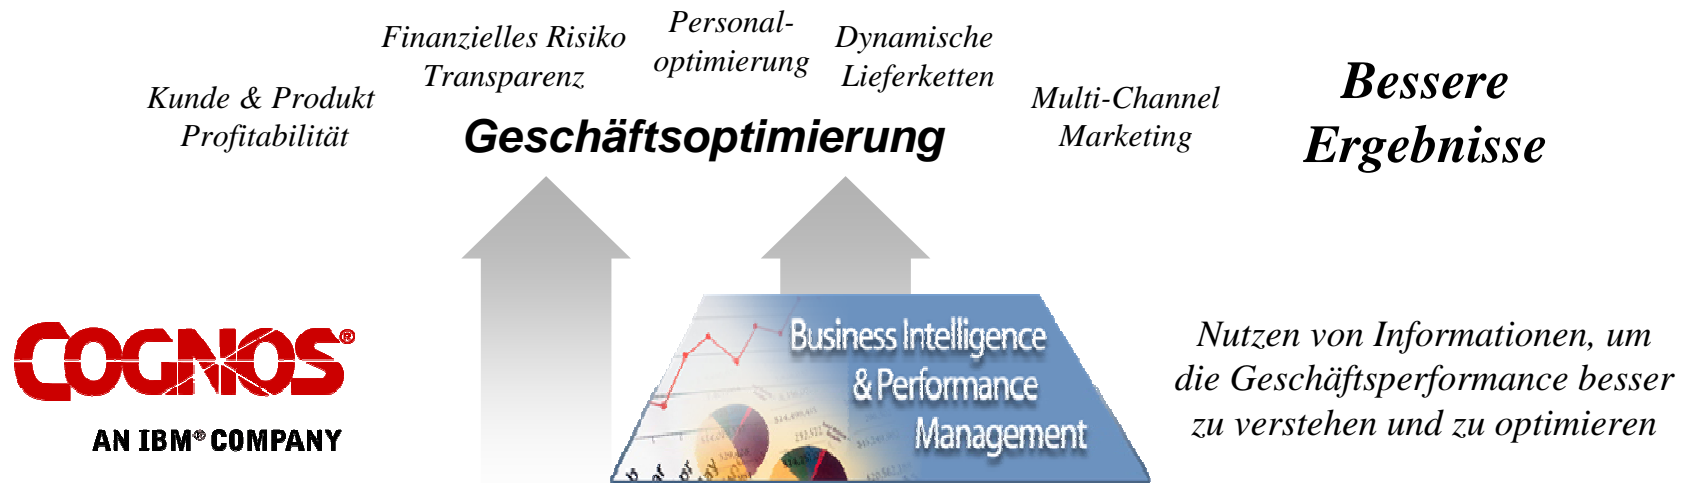 Kunde & Produkt
Profitabilität
Finanzielles Risiko
Transparenz
Personal-
optimierung
Dynamische
Lieferketten
Multi-Channel
Marketing
Geschäftsoptimierung
Bessere
Ergebnisse
COGNOS®
AN IBM® COMPANY
Business Intelligence
& Performance
Management
Nutzen von Informationen, um
die Geschäftsperformance besser
zu verstehen und zu optimieren